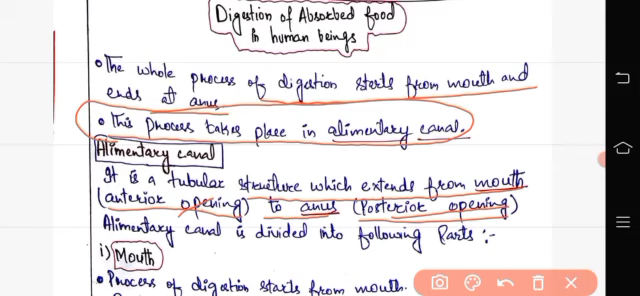 Digestion of Absorbed food
in human beings
• The whole process of digation starts from mouth and
ends at anus
• This process takes place in alimentary canal.
Alimentary canal
It is a tubular structure which extends from mouth
(anterior opening) to anus (Posterior opening)
Alimentary canal is divided into following Parts :-
i) Mouth
• Process of digation starts from mouth.